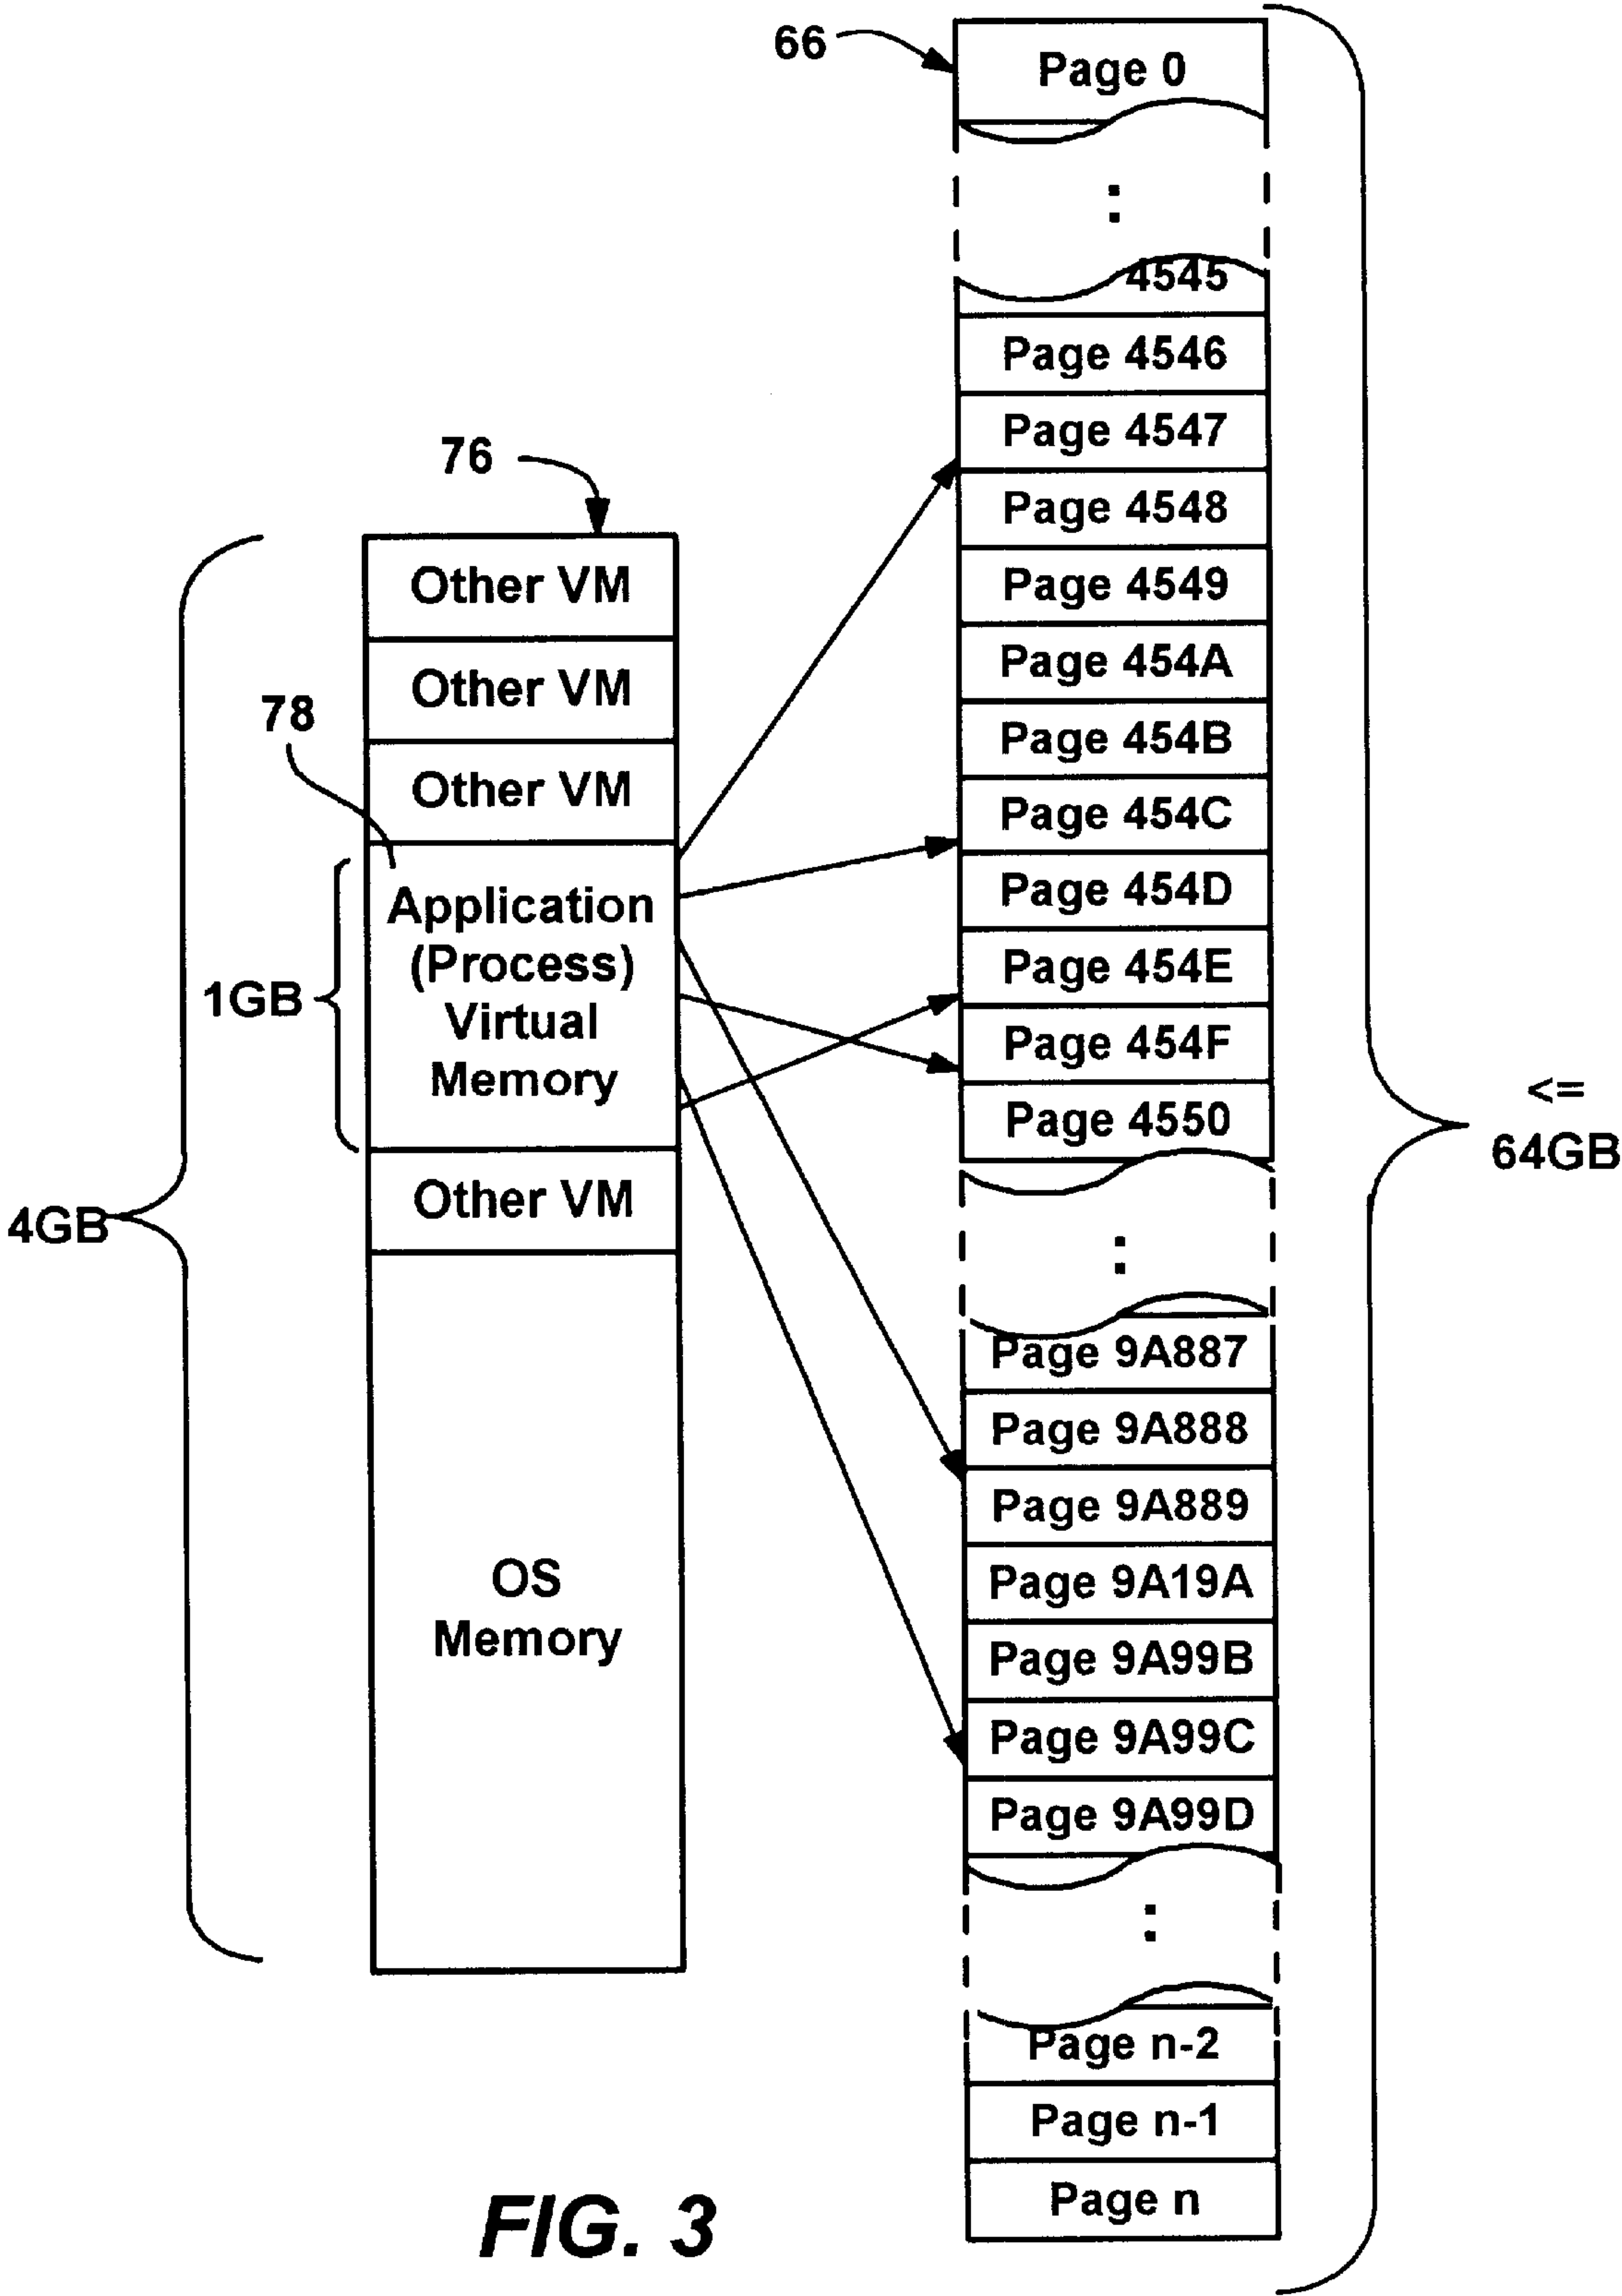 66
Page 0
:
4545
Page 4546
Page 4547
Page 4548
Page 4549
Page 454A
Page 454B
Page 454C
Page 454D
Page 454E
Page 454F
Page 4550
:
Page 9A887
Page 9A888
Page 9A889
Page 9A19A
Page 9A99B
Page 9A99C
Page 9A99D
:
Page n-2
Page n-1
Page n
<=
64GB
76
Other VM
Other VM
Other VM
78
Application
(Process)
Virtual
Memory
1GB
Other VM
4GB
OS
Memory
FIG. 3